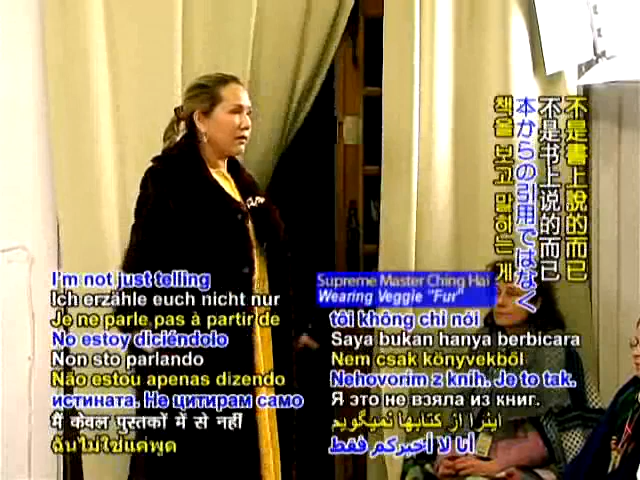 不是書上說的而已
不是书上说的而已
本からの引用ではなく
책을 보고 말하는 게
Supreme Master Ching Hai
Wearing Veggie "Fur"
I'm not just telling
Ich erzähle euch nicht nur
Je ne parle pas à partir de
No estoy diciéndolo
Non sto parlando
Não estou apenas dizendo
истината. Не цитирам само
मैं केवल पुस्तकों में से नहीं
ฉันไม่ใช่แค่พูด
tôi không chỉ nói
Saya bukan hanya berbicara
Nem csak könyvekből
Nehovorím z kníh. Je to tak.
Я это не взяла из книг.
اینرا از کتابها نمیگویم
أنا لا أخبركم فقط